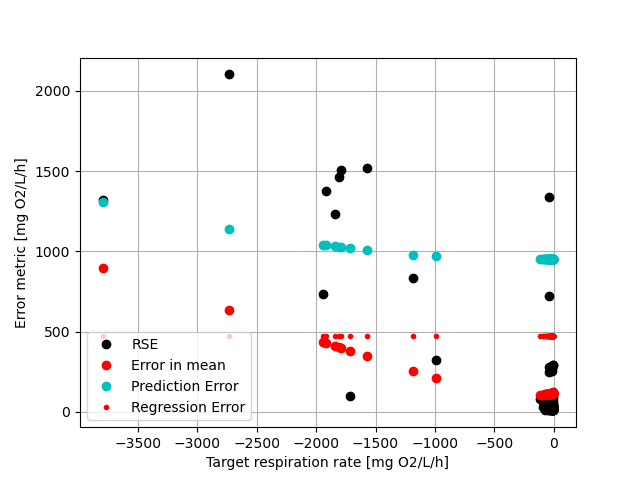 2000
1500
1000
500
0
Error metric [mg O2/L/h]
RSE
Error in mean
Prediction Error
Regression Error
−3500 −3000 −2500 −2000 −1500 −1000 −500 0
Target respiration rate [mg O2/L/h]